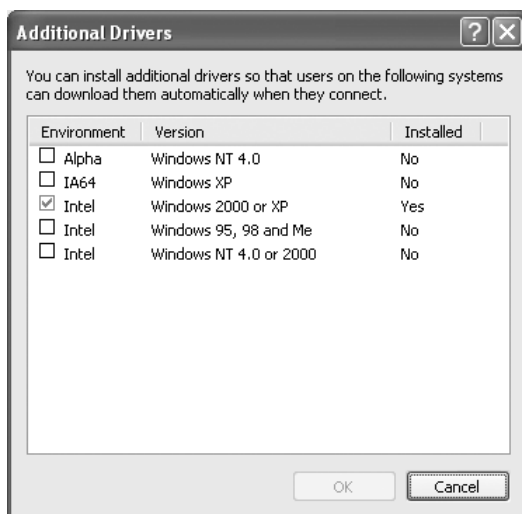 Additional Drivers
You can install additional drivers so that users on the following systems
can download them automatically when they connect.
Environment Version Installed
Alpha Windows NT 4.0 No
IA64 Windows XP No
Intel Windows 2000 or XP Yes
Intel Windows 95, 98 and Me No
Intel Windows NT 4.0 or 2000 No
OK Cancel